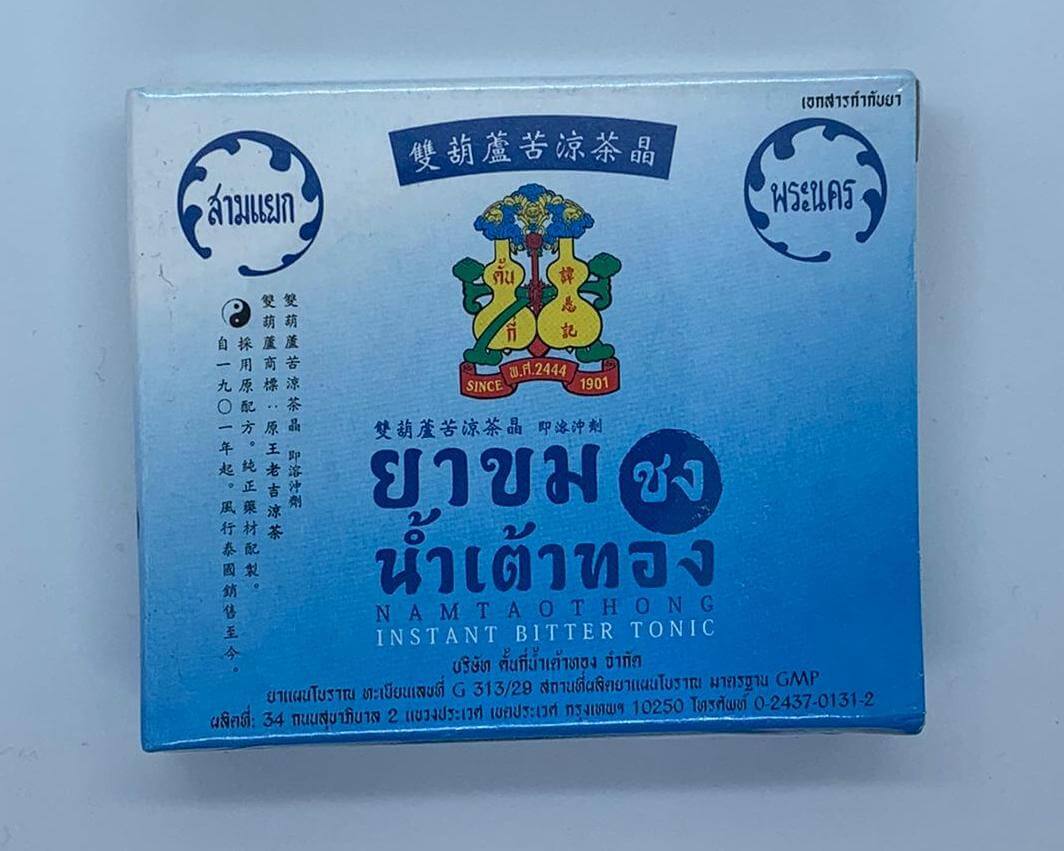 เอกสารกำกับยา
雙葫蘆苦涼茶晶
สามแยก
พระนคร
ตั้น
กี่
譚恁記
SINCE พ.ศ.2444 1901
雙葫蘆苦涼茶晶 即溶沖劑
雙葫蘆商標：原王老吉涼茶
採用原配方。純正藥材配製。
自一九〇一年起。風行泰國銷售至今。
雙葫蘆苦涼茶晶 即溶沖劑
ยาขม ชง
น้ำเต้าทอง
NAMTAOTHONG
INSTANT BITTER TONIC
บริษัท ตั้นกี่น้ำเต้าทอง จำกัด
ยาแผนโบราณ ทะเบียนเลขที่ G 313/29 สถานที่ผลิตยาแผนโบราณ มาตรฐาน GMP
ผลิตที่: 34 ถนนสุขาภิบาล 2 แขวงประเวศ เขตประเวศ กรุงเทพฯ 10250 โทรศัพท์ 0-2437-0131-2